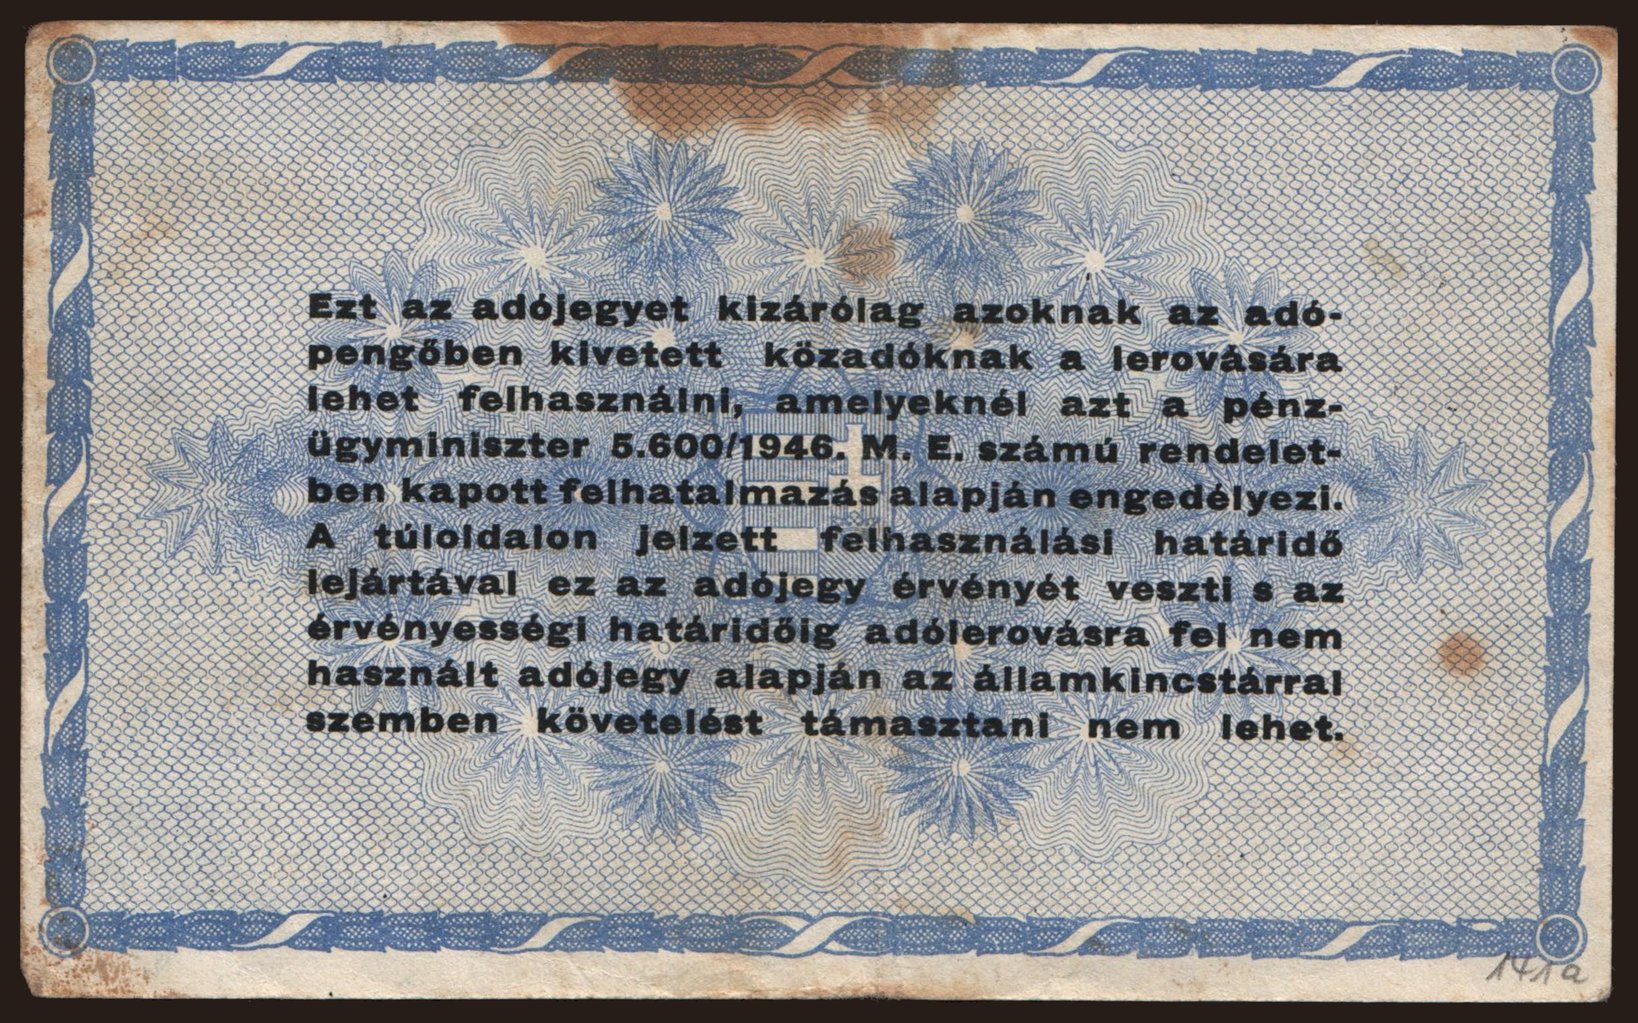 Ezt az adójegyet kizárólag azoknak az adó-
pengőben kivetett közadóknak a lerovására
lehet felhasználni, amelyeknél azt a pénz-
ügyminiszter 5.600/1946. M. E. számú rendelet-
ben kapott felhatalmazás alapján engedélyezi.
A túloldalon jelzett felhasználási határidő
lejártával ez az adójegy érvényét veszti s az
érvényességi határidőig adólerovásra fel nem
használt adójegy alapján az államkincstárral
szemben követelést támasztani nem lehet.
141a